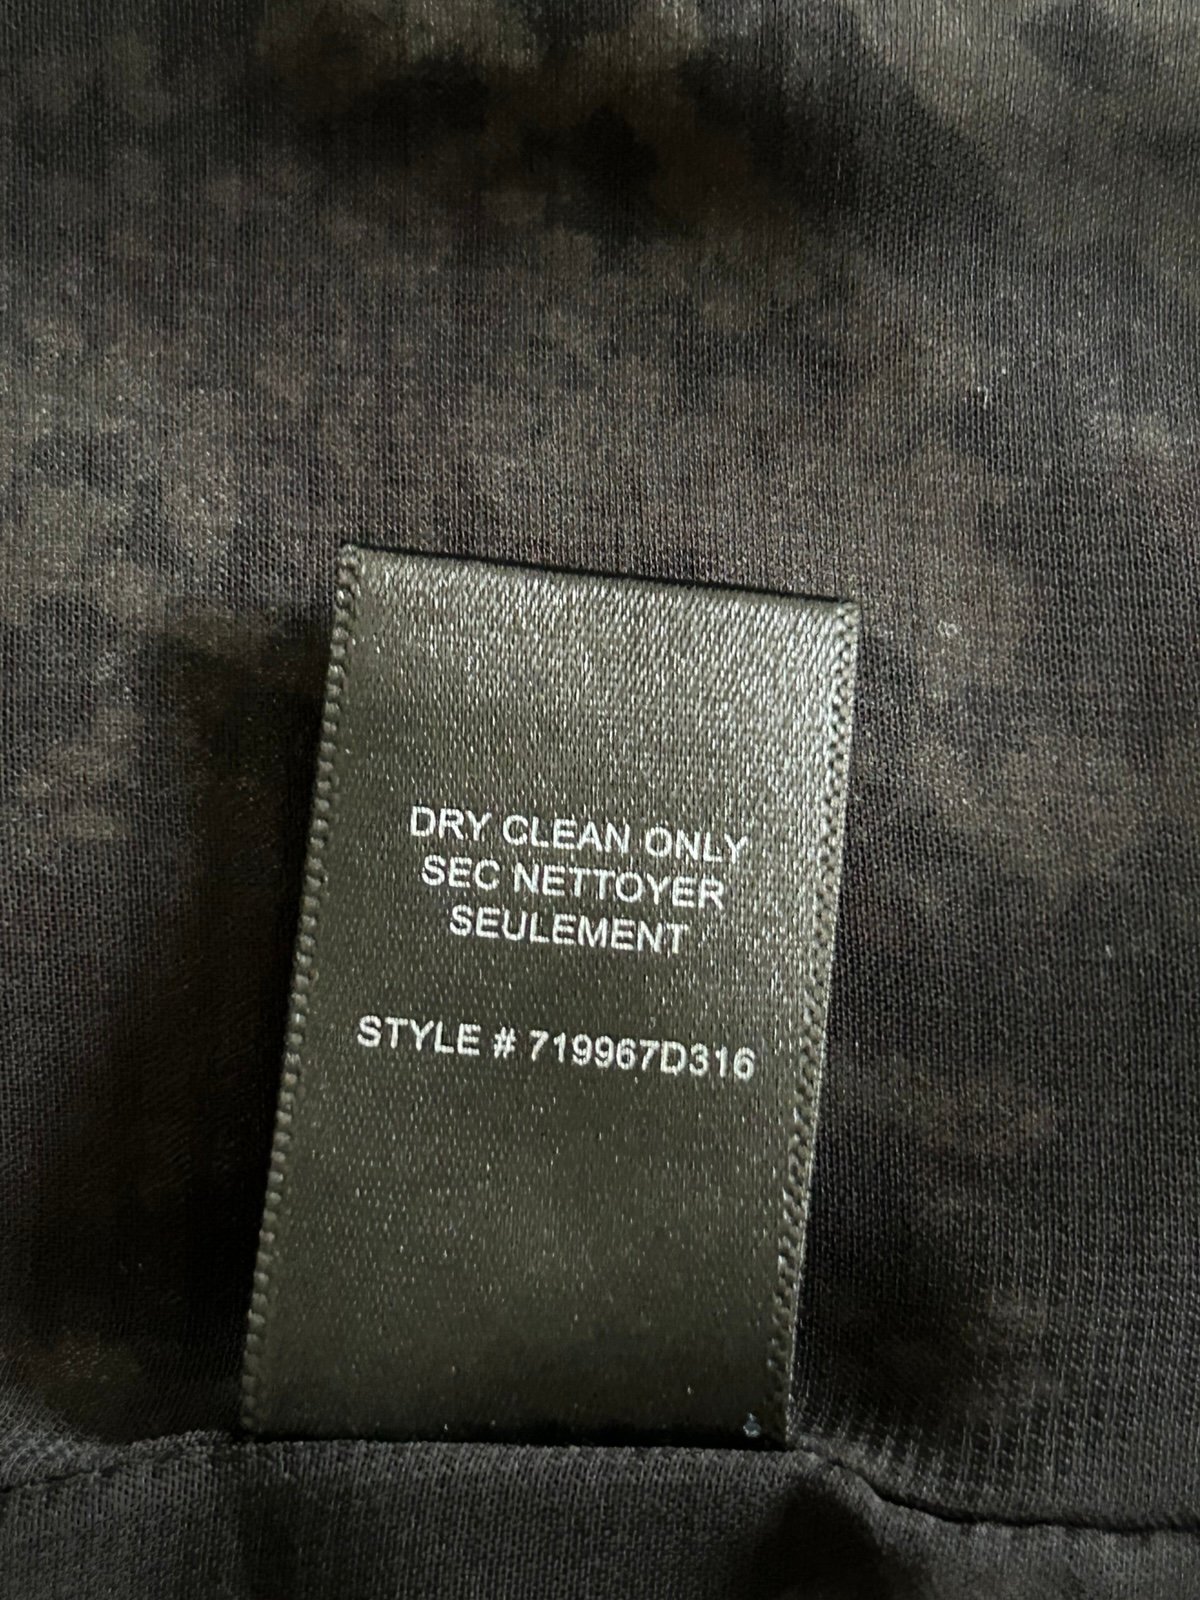 DRY CLEAN ONLY
SEC NETTOYER
SEULEMENT
STYLE # 719967D316